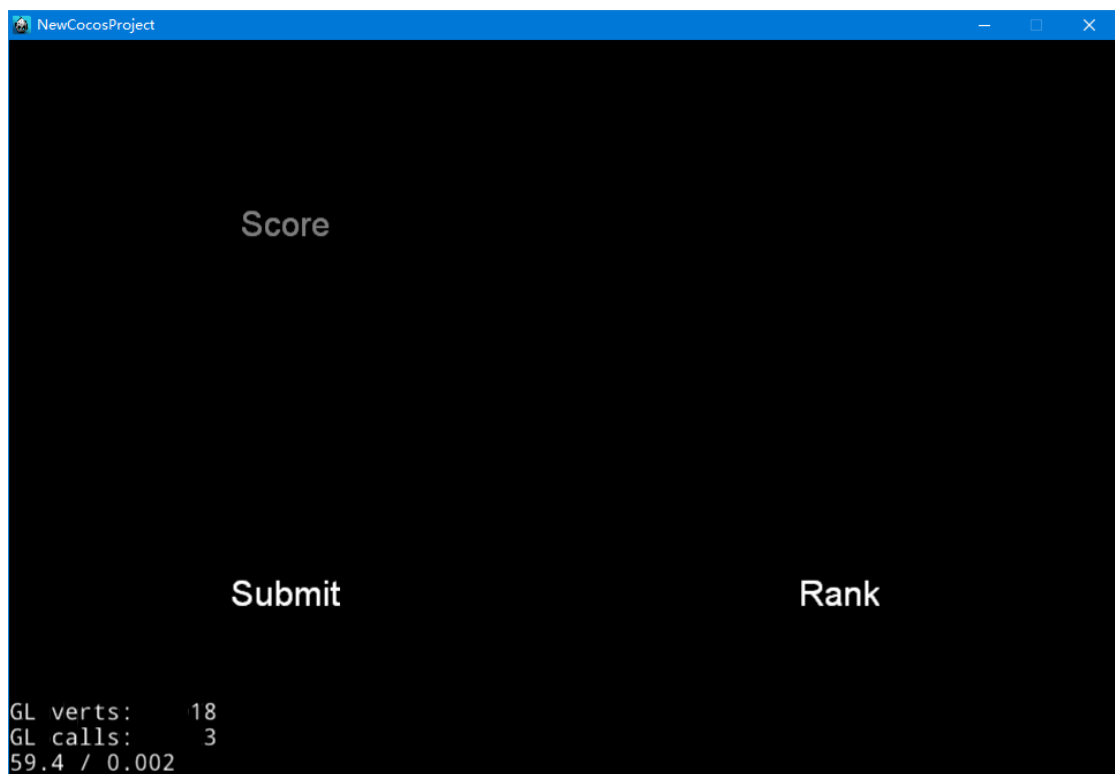 NewCocosProject
Score
Submit Rank
GL verts: 18
GL calls: 3
59.4 / 0.002